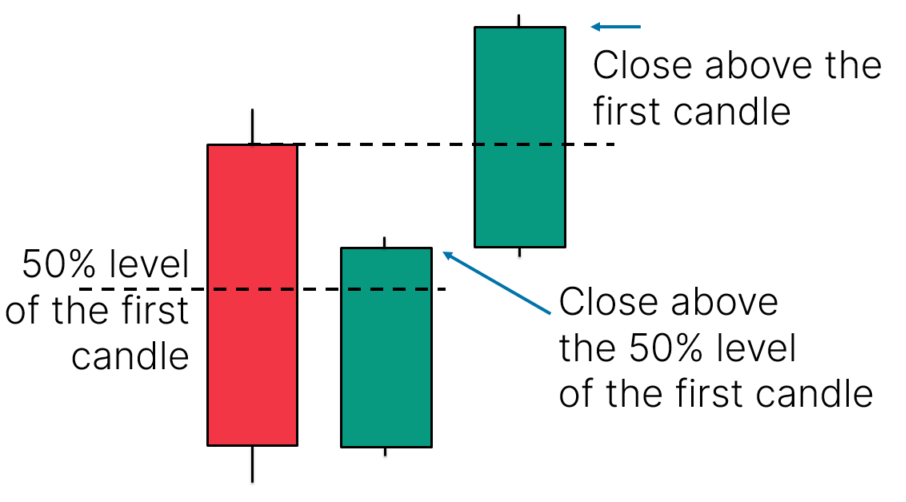 Close above the
first candle
50% level
of the first
candle
Close above
the 50% level
of the first candle